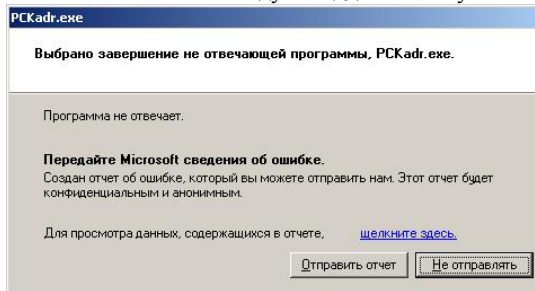 PCKadr.exe
Выбрано завершение не отвечающей программы, PCKadr.exe.
Программа не отвечает.
Передайте Microsoft сведения об ошибке.
Создан отчет об ошибке, который вы можете отправить нам. Этот отчет будет
конфиденциальным и анонимным.
Для просмотра данных, содержащихся в отчете, щелкните здесь.
Отправить отчет Не отправлять